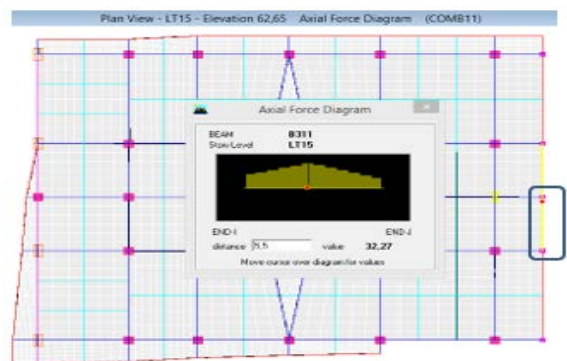 Plan View - LT15 - Elevation 62,65 Axial Force Diagram (COMB11)
Axial Force Diagram
BEAM B311
Story Level LT15
END-I END-J
distance 5,5 value 32,27
Move cursor over diagram for values